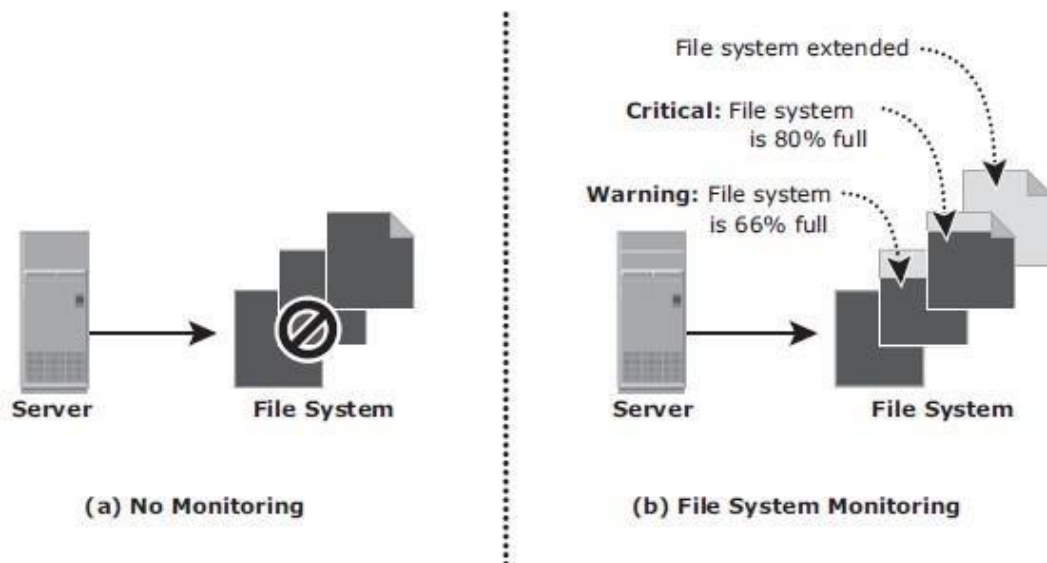 File system extended
Critical: File system
is 80% full
Warning: File system
is 66% full
Server
File System
Server
File System
(a) No Monitoring
(b) File System Monitoring